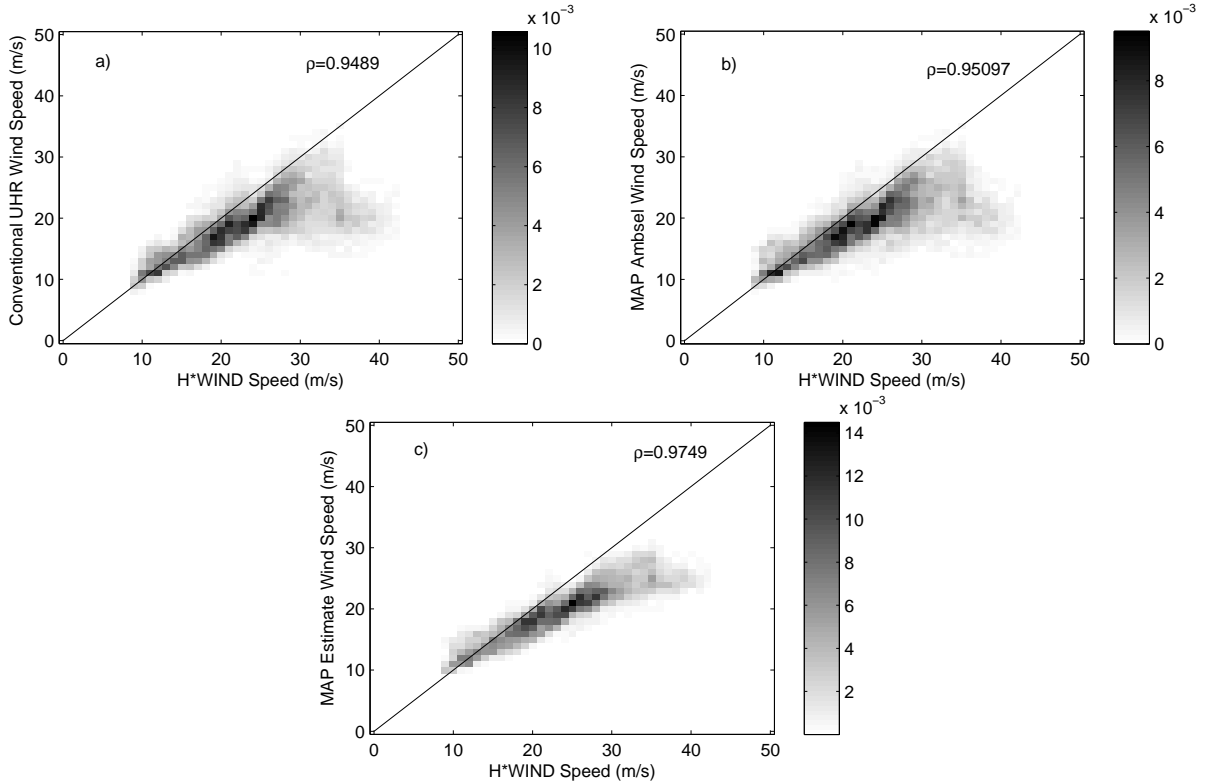 x 10⁻³
a)
ρ=0.9489
50
40
30
20
10
0
0 10 20 30 40 50
Conventional UHR Wind Speed (m/s)
H*WIND Speed (m/s)
10
8
6
4
2
0
x 10⁻³
b)
ρ=0.95097
50
40
30
20
10
0
0 10 20 30 40 50
MAP Ambsel Wind Speed (m/s)
H*WIND Speed (m/s)
8
6
4
2
0
x 10⁻³
c)
ρ=0.9749
50
40
30
20
10
0
0 10 20 30 40 50
MAP Estimate Wind Speed (m/s)
H*WIND Speed (m/s)
14
12
10
8
6
4
2